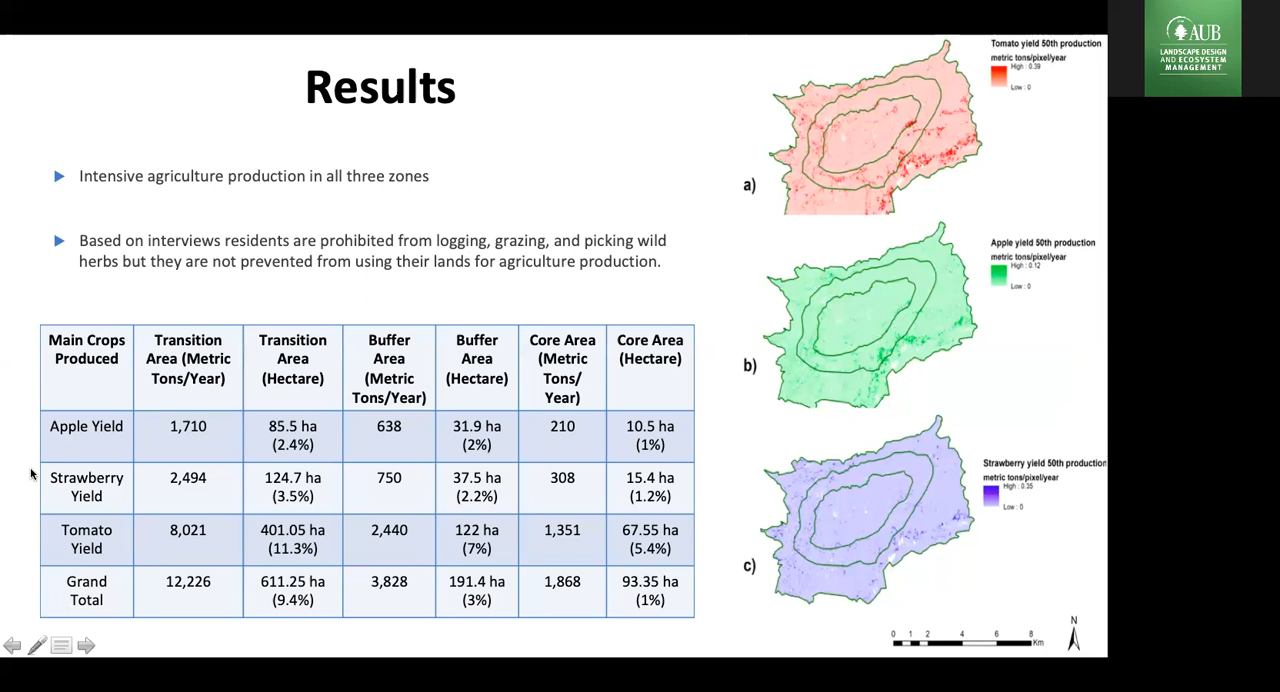 Results
Intensive agriculture production in all three zones
Based on interviews residents are prohibited from logging, grazing, and picking wild
herbs but they are not prevented from using their lands for agriculture production.
Main Crops Produced | Transition Area (Metric Tons/Year) | Transition Area (Hectare) | Buffer Area (Metric Tons/Year) | Buffer Area (Hectare) | Core Area (Metric Tons/ Year) | Core Area (Hectare)
Apple Yield | 1,710 | 85.5 ha (2.4%) | 638 | 31.9 ha (2%) | 210 | 10.5 ha (1%)
Strawberry Yield | 2,494 | 124.7 ha (3.5%) | 750 | 37.5 ha (2.2%) | 308 | 15.4 ha (1.2%)
Tomato Yield | 8,021 | 401.05 ha (11.3%) | 2,440 | 122 ha (7%) | 1,351 | 67.55 ha (5.4%)
Grand Total | 12,226 | 611.25 ha (9.4%) | 3,828 | 191.4 ha (3%) | 1,868 | 93.35 ha (1%)
a)
Tomato yield 50th production
metric tons/pixel/year
High : 0.39
Low : 0
b)
Apple yield 50th production
metric tons/pixel/year
High : 0.12
Low : 0
c)
Strawberry yield 50th production
metric tons/pixel/year
High : 0.35
Low : 0
0 1 2 4 6 8
Km
N
AUB
LANDSCAPE DESIGN
AND ECOSYSTEM
MANAGEMENT